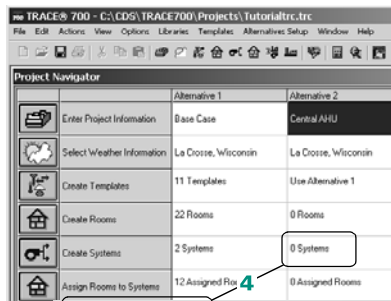 TRACE® 700 - C:\CDS\TRACE700\Projects\Tutorialtrc.trc
File Edit Actions View Options Libraries Templates Alternatives Setup Window Help
Project Navigator
Alternative 1 Alternative 2
Enter Project Information Base Case Central AHU
Select Weather Information La Crosse, Wisconsin La Crosse, Wisconsin
Create Templates 11 Templates Use Alternative 1
Create Rooms 22 Rooms 0 Rooms
Create Systems 2 Systems 0 Systems
Assign Rooms to Systems 12 Assigned 4 0 Assigned Rooms